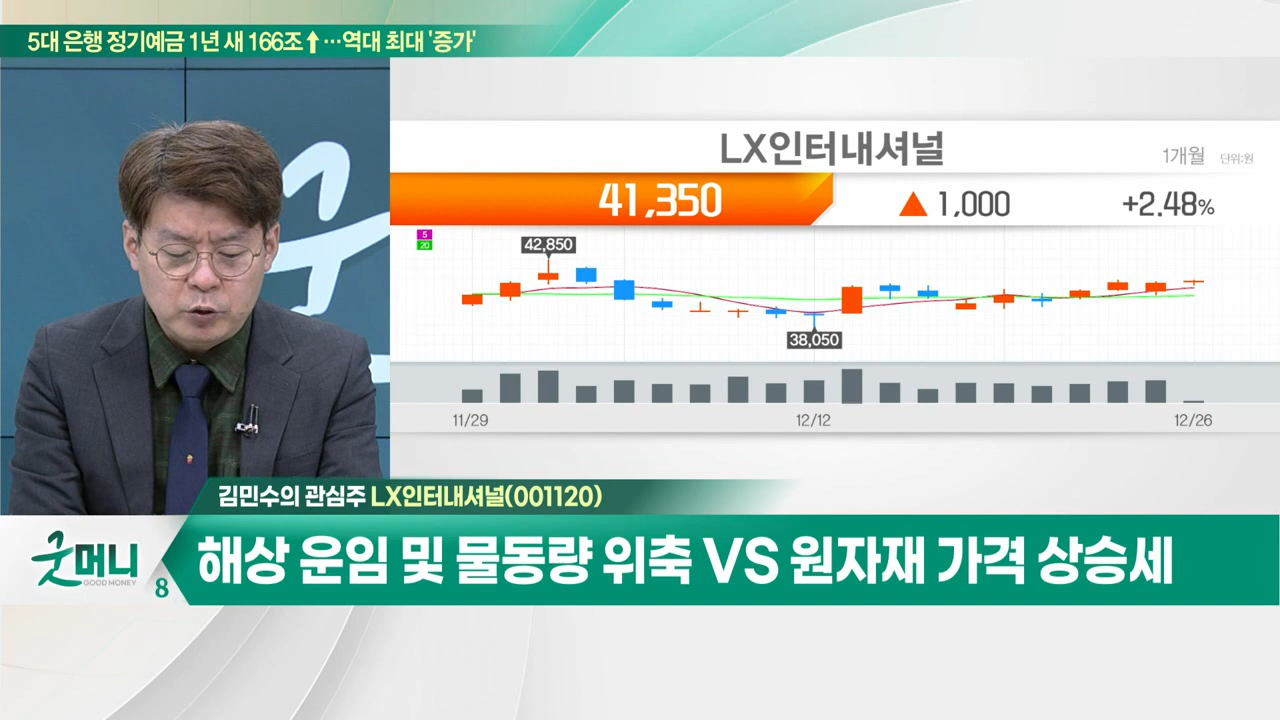 5대 은행 정기예금 1년 새 166조↑…역대 최대 '증가'
LX인터내셔널
1개월 단위:원
41,350 ▲ 1,000 +2.48%
5
20
42,850
38,050
11/29 12/12 12/26
김민수의 관심주 LX인터내셔널(001120)
굿머니
GOOD MONEY
8
해상 운임 및 물동량 위축 VS 원자재 가격 상승세